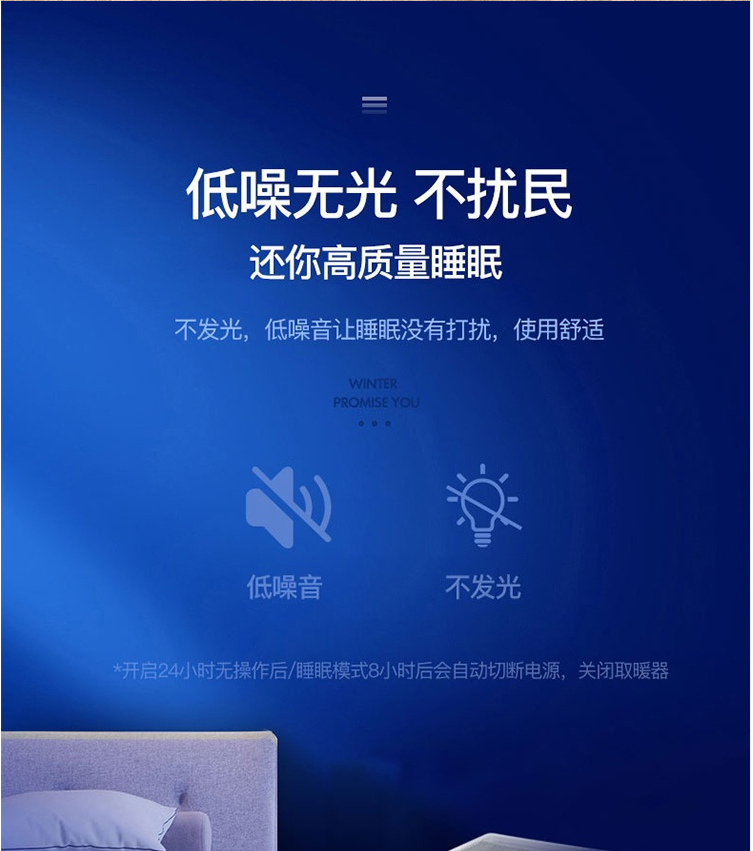 低噪无光 不扰民
还你高质量睡眠
不发光，低噪音让睡眠没有打扰，使用舒适
WINTER
PROMISE YOU
低噪音
不发光
*开启24小时无操作后/睡眠模式8小时后会自动切断电源，关闭取暖器